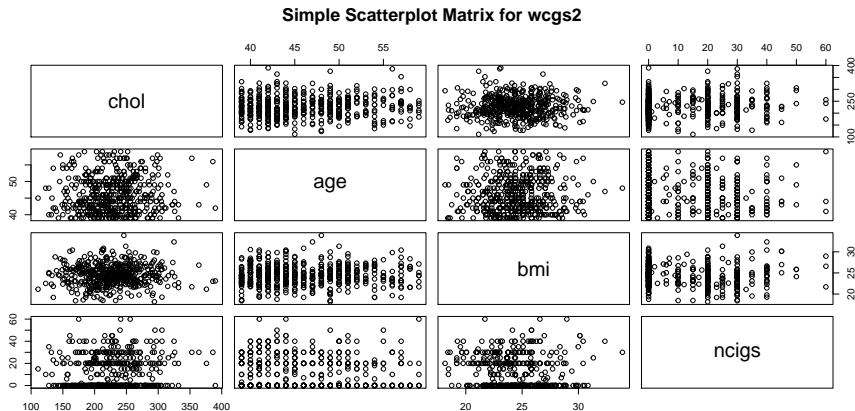 Simple Scatterplot Matrix for wcgs2
40 45 50 55
0 10 20 30 40 50 60
chol
100 250 400
40 50
age
bmi
20 25 30
0 20 40 60
ncigs
100 150 200 250 300 350 400
20 25 30